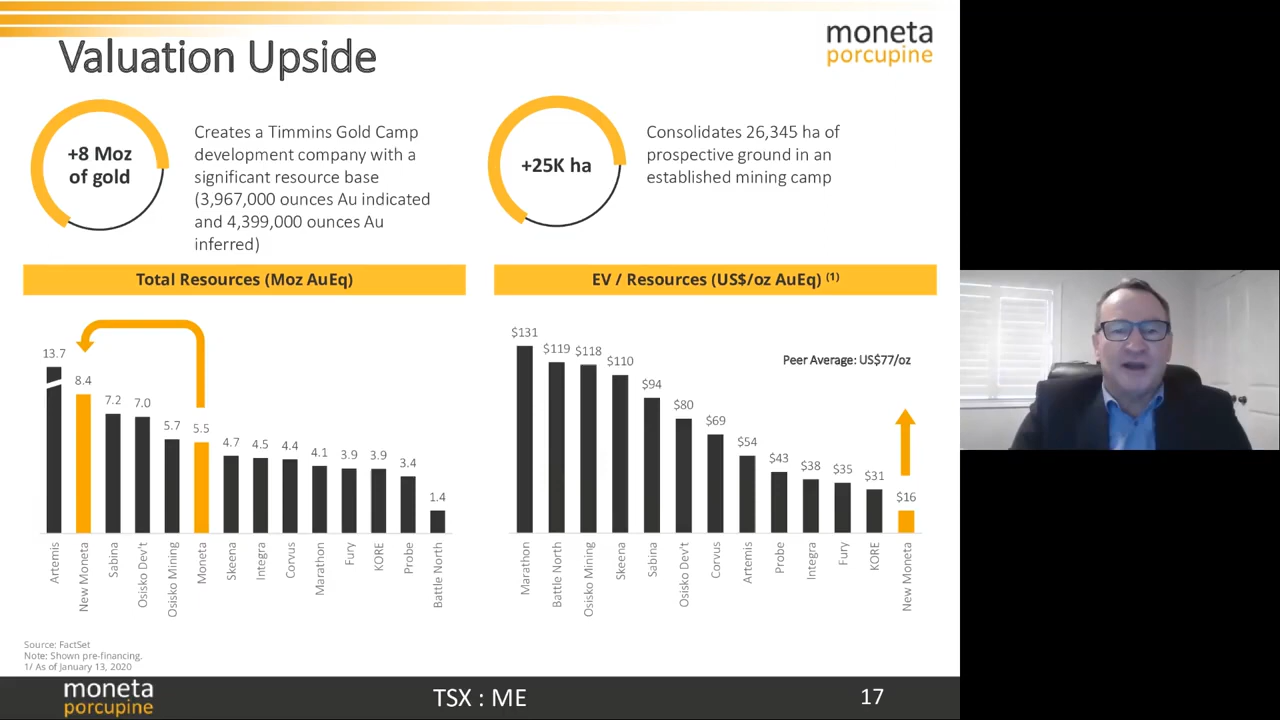 moneta
porcupine
Valuation Upside
+8 Moz
of gold
Creates a Timmins Gold Camp
development company with a
significant resource base
(3,967,000 ounces Au indicated
and 4,399,000 ounces Au
inferred)
+25K ha
Consolidates 26,345 ha of
prospective ground in an
established mining camp
Total Resources (Moz AuEq)
13.7
8.4
7.2
7.0
5.7
5.5
4.7
4.5
4.4
4.1
3.9
3.9
3.4
1.4
Artemis
New Moneta
Sabina
Osisko Dev't
Osisko Mining
Moneta
Skeena
Integra
Corvus
Marathon
Fury
KORE
Probe
Battle North
EV / Resources (US$/oz AuEq) (1)
Peer Average: US$77/oz
$131
$119
$118
$110
$94
$80
$69
$54
$43
$38
$35
$31
$16
Marathon
Battle North
Osisko Mining
Skeena
Sabina
Osisko Dev't
Corvus
Artemis
Probe
Integra
Fury
KORE
New Moneta
Source: FactSet
Note: Shown pre-financing.
1/ As of January 13, 2020
moneta
porcupine
TSX : ME
17